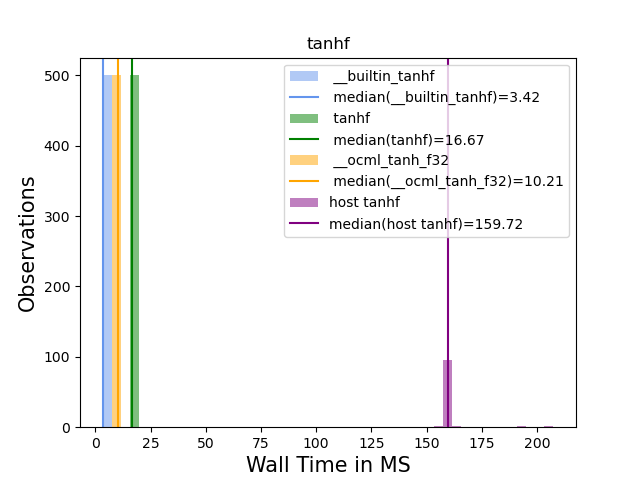 tanhf
Observations
500
400
300
200
100
0
__builtin_tanhf
median(__builtin_tanhf)=3.42
tanhf
median(tanhf)=16.67
__ocml_tanh_f32
median(__ocml_tanh_f32)=10.21
host tanhf
median(host tanhf)=159.72
0 25 50 75 100 125 150 175 200
Wall Time in MS